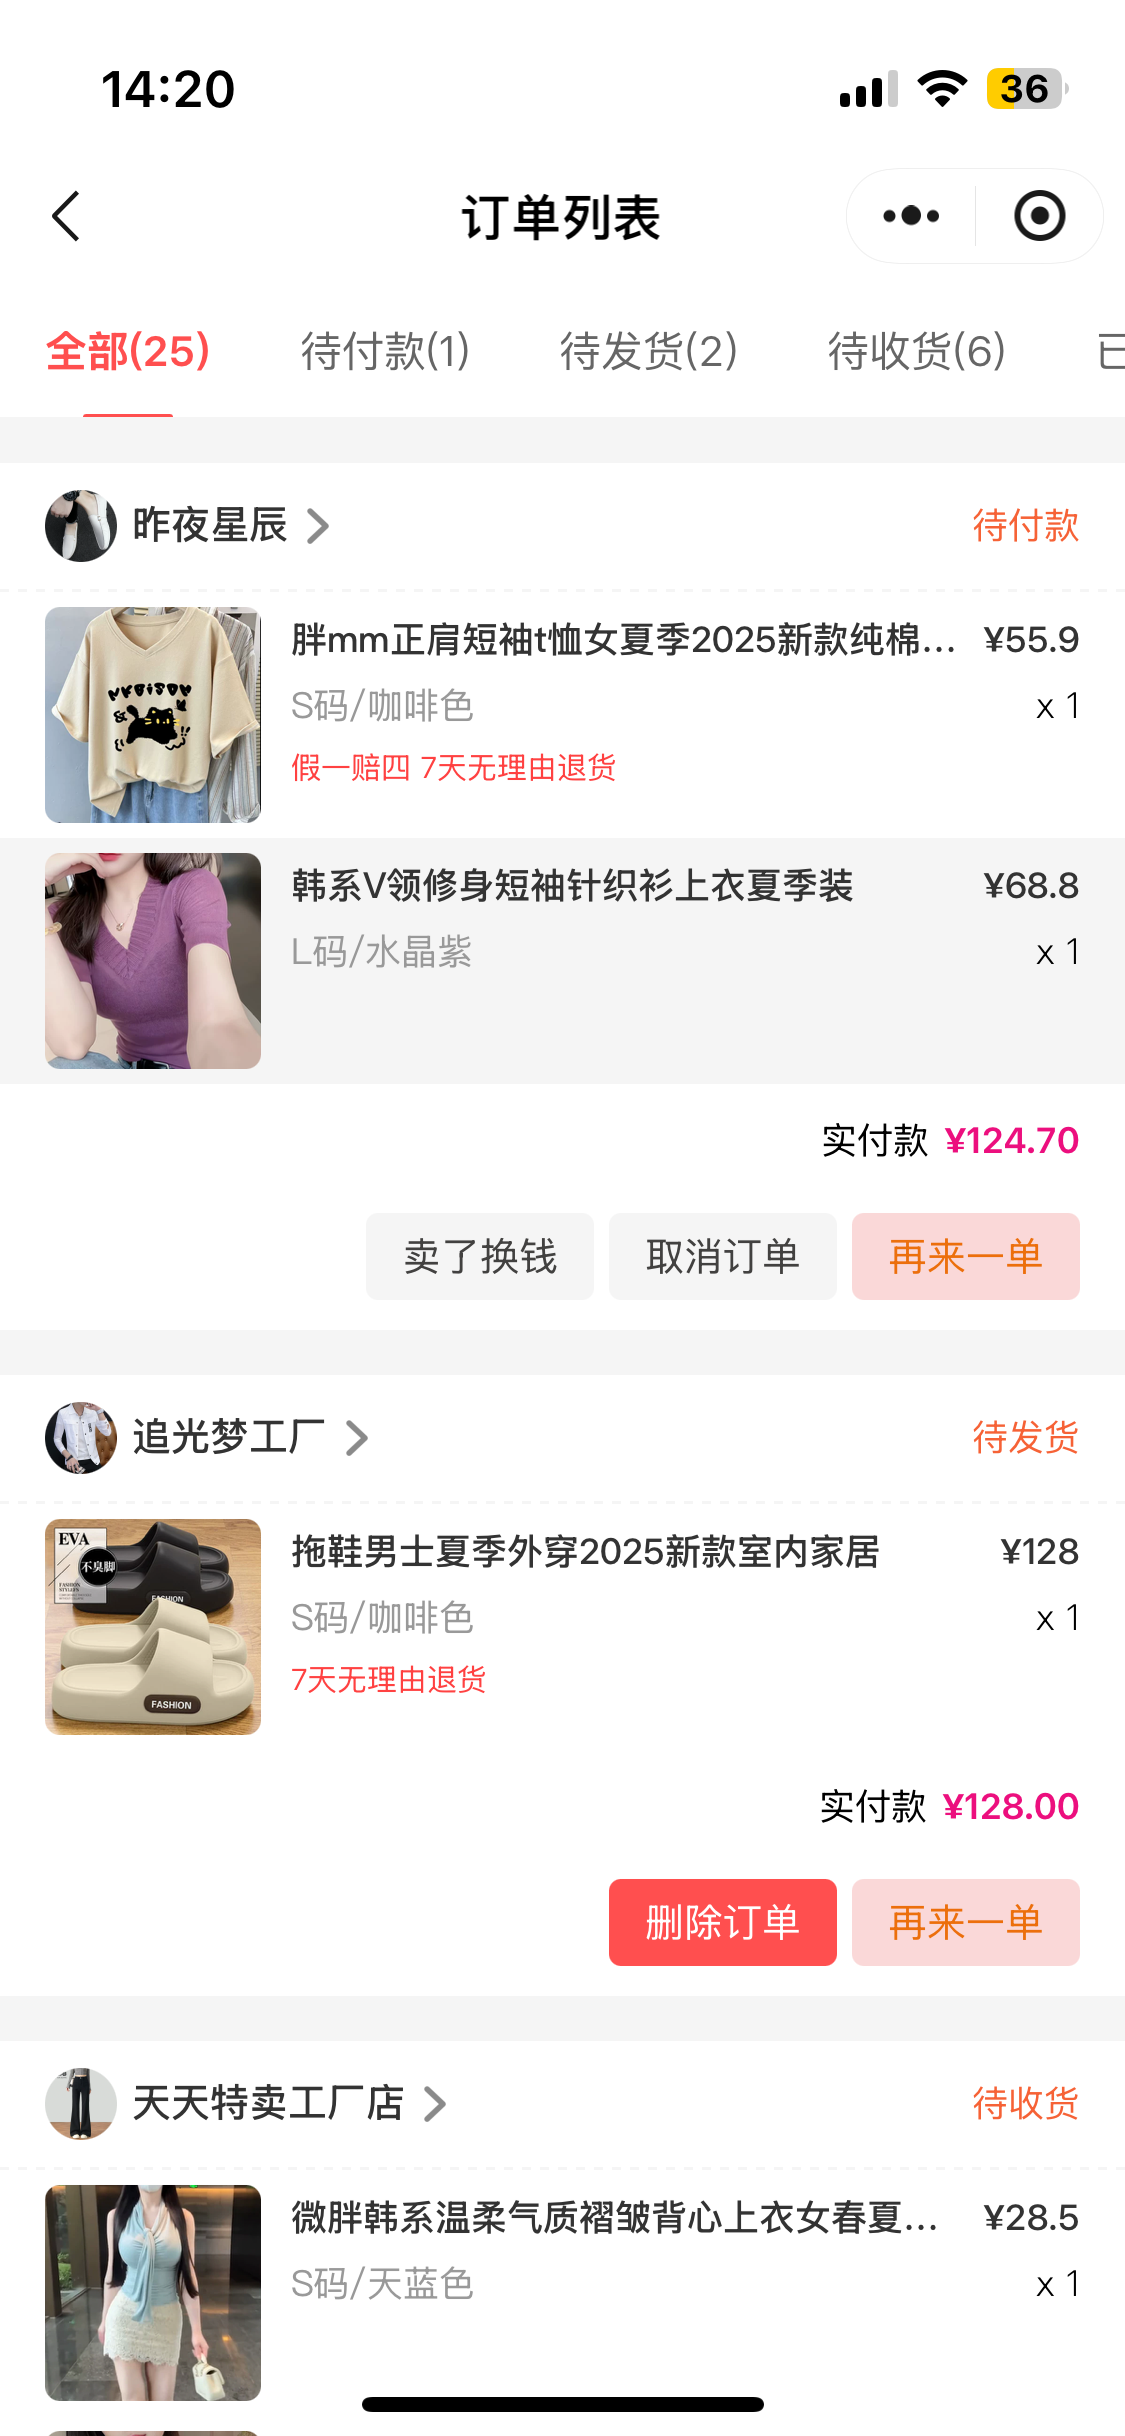 14:20
36
订单列表
全部(25) 待付款(1) 待发货(2) 待收货(6)
昨夜星辰 待付款
胖mm正肩短袖t恤女夏季2025新款纯棉... ¥55.9
S码/咖啡色 x 1
假一赔四 7天无理由退货
韩系V领修身短袖针织衫上衣夏季装 ¥68.8
L码/水晶紫 x 1
实付款 ¥124.70
卖了换钱 取消订单 再来一单
追光梦工厂 待发货
EVA
不臭脚
FASHION
FASHION
拖鞋男士夏季外穿2025新款室内家居 ¥128
S码/咖啡色 x 1
7天无理由退货
实付款 ¥128.00
删除订单 再来一单
天天特卖工厂店 待收货
微胖韩系温柔气质褶皱背心上衣女春夏... ¥28.5
S码/天蓝色 x 1